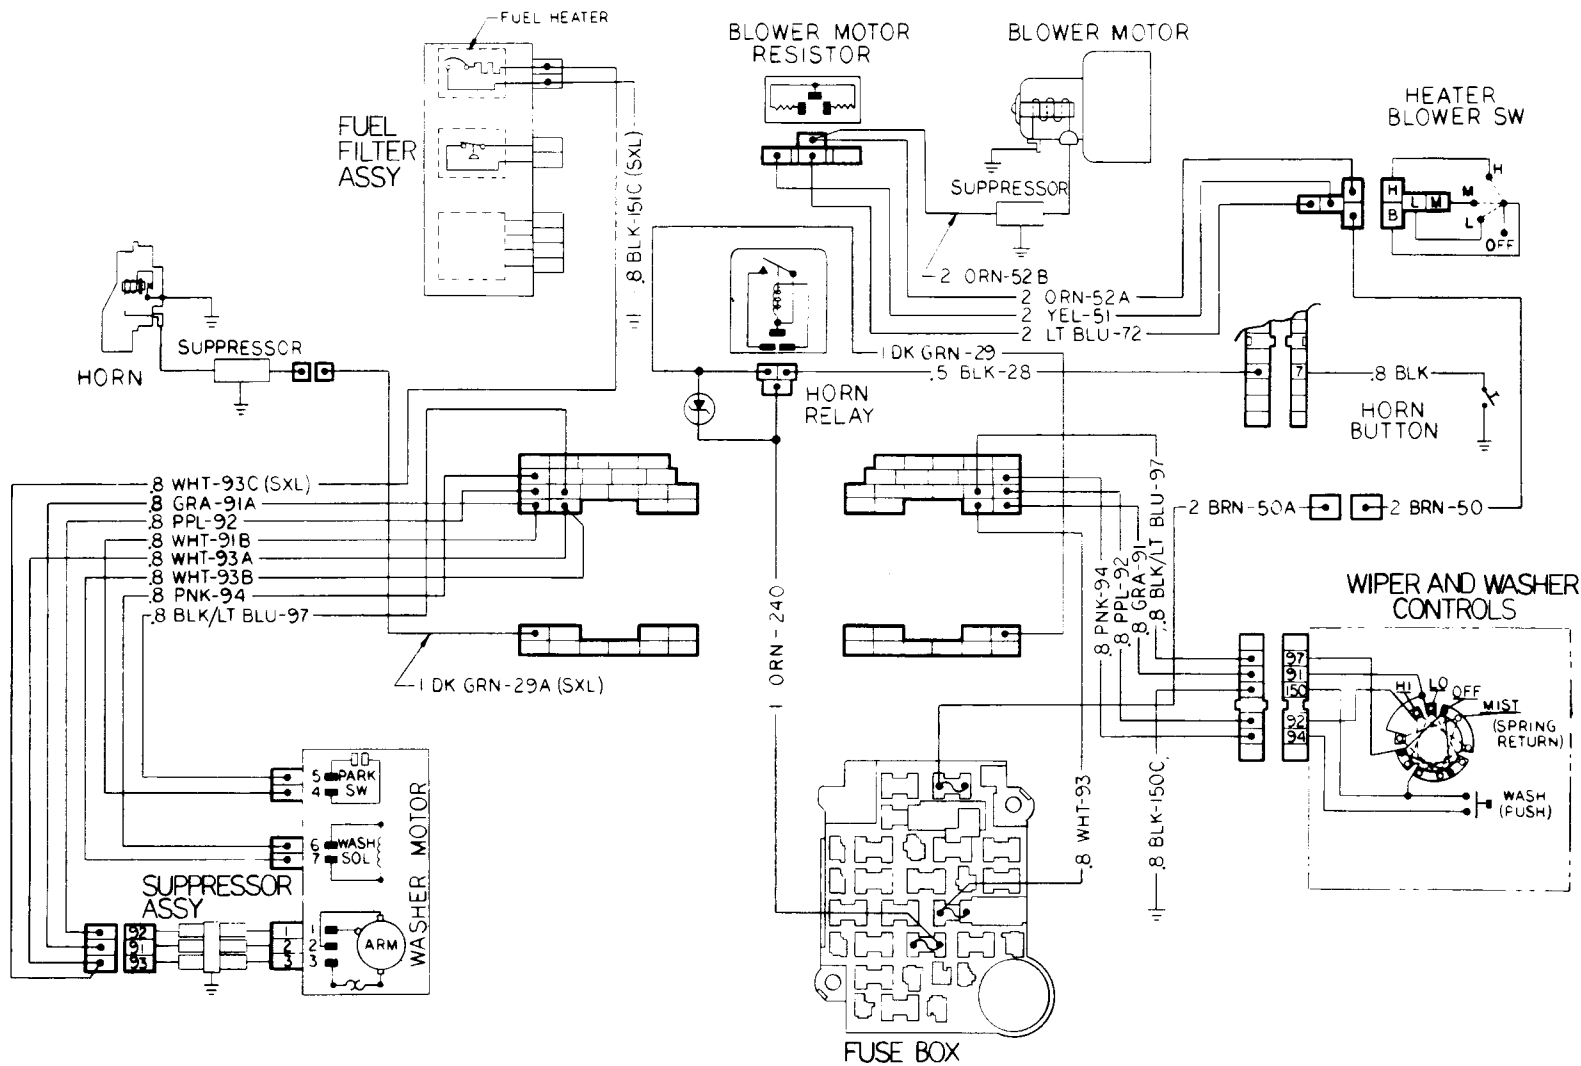 FUEL HEATER
BLOWER MOTOR
RESISTOR
BLOWER MOTOR
HEATER
BLOWER SW
FUEL
FILTER
ASSY
.8 BLK-151C (SXL)
SUPPRESSOR
H
B
L
M
H
M
L
OFF
2 ORN-52B
2 ORN-52A
2 YEL-51
2 LT BLU-72
HORN
SUPPRESSOR
1 DK GRN-29
.5 BLK-28
HORN
RELAY
7
.8 BLK
HORN
BUTTON
.8 WHT-93C (SXL)
.8 GRA-91A
.8 PPL-92
.8 WHT-91B
.8 WHT-93A
.8 WHT-93B
.8 PNK-94
.8 BLK/LT BLU-97
1 DK GRN-29A (SXL)
1 ORN-240
.8 PNK-94
.8 PPL-92
.8 GRA-91
.8 BLK/LT BLU-97
2 BRN-50A
2 BRN-50
WIPER AND WASHER
CONTROLS
97
91
150
92
94
HI
LO
OFF
MIST
(SPRING
RETURN)
WASH
(PUSH)
.8 WHT-93
.8 BLK-150C
5
4
PARK
SW
6
7
WASH
SOL
WASHER MOTOR
SUPPRESSOR
ASSY
92
91
93
1
2
3
1
2
3
ARM
FUSE BOX